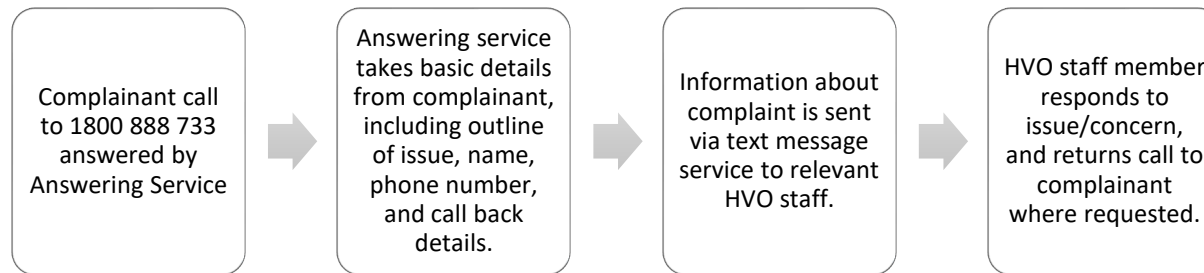 Complainant call
to 1800 888 733
answered by
Answering Service
Answering service
takes basic details
from complainant,
including outline
of issue, name,
phone number,
and call back
details.
Information about
complaint is sent
via text message
service to relevant
HVO staff.
HVO staff member
responds to
issue/concern,
and returns call to
complainant
where requested.